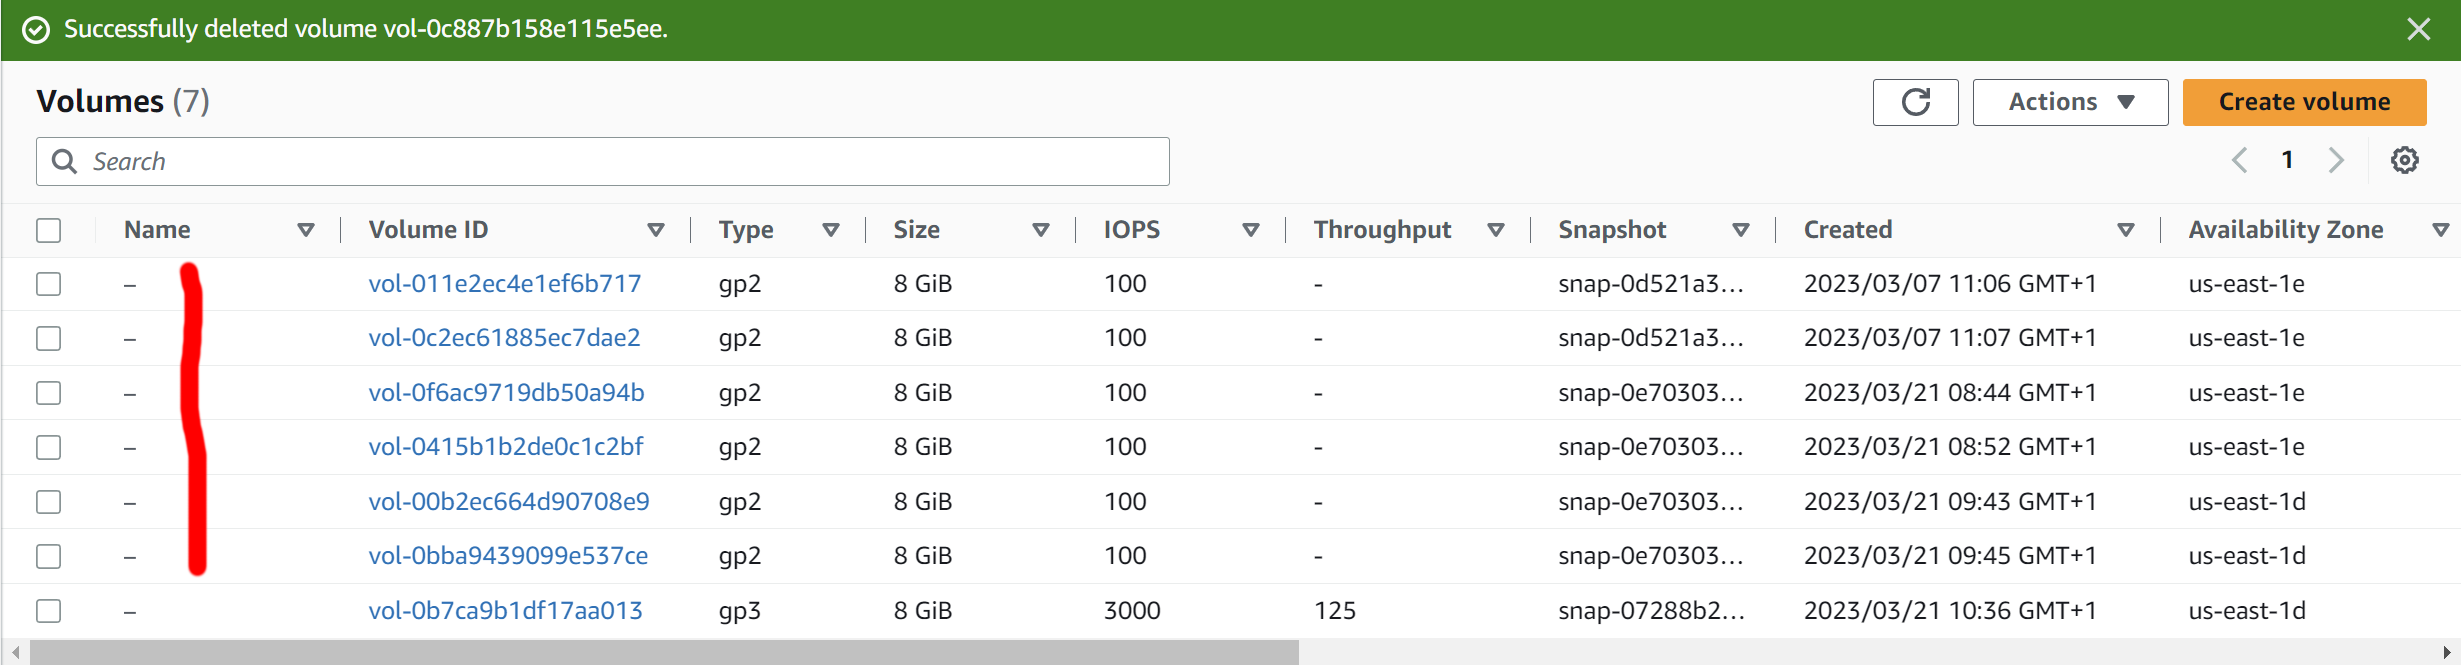 Successfully deleted volume vol-0c887b158e115e5ee.
Volumes (7)
Actions
Create volume
Search
1
Name Volume ID Type Size IOPS Throughput Snapshot Created Availability Zone
– vol-011e2ec4e1ef6b717 gp2 8 GiB 100 - snap-0d521a3... 2023/03/07 11:06 GMT+1 us-east-1e
– vol-0c2ec61885ec7dae2 gp2 8 GiB 100 - snap-0d521a3... 2023/03/07 11:07 GMT+1 us-east-1e
– vol-0f6ac9719db50a94b gp2 8 GiB 100 - snap-0e70303... 2023/03/21 08:44 GMT+1 us-east-1e
– vol-0415b1b2de0c1c2bf gp2 8 GiB 100 - snap-0e70303... 2023/03/21 08:52 GMT+1 us-east-1e
– vol-00b2ec664d90708e9 gp2 8 GiB 100 - snap-0e70303... 2023/03/21 09:43 GMT+1 us-east-1d
– vol-0bba9439099e537ce gp2 8 GiB 100 - snap-0e70303... 2023/03/21 09:45 GMT+1 us-east-1d
– vol-0b7ca9b1df17aa013 gp3 8 GiB 3000 125 snap-07288b2... 2023/03/21 10:36 GMT+1 us-east-1d